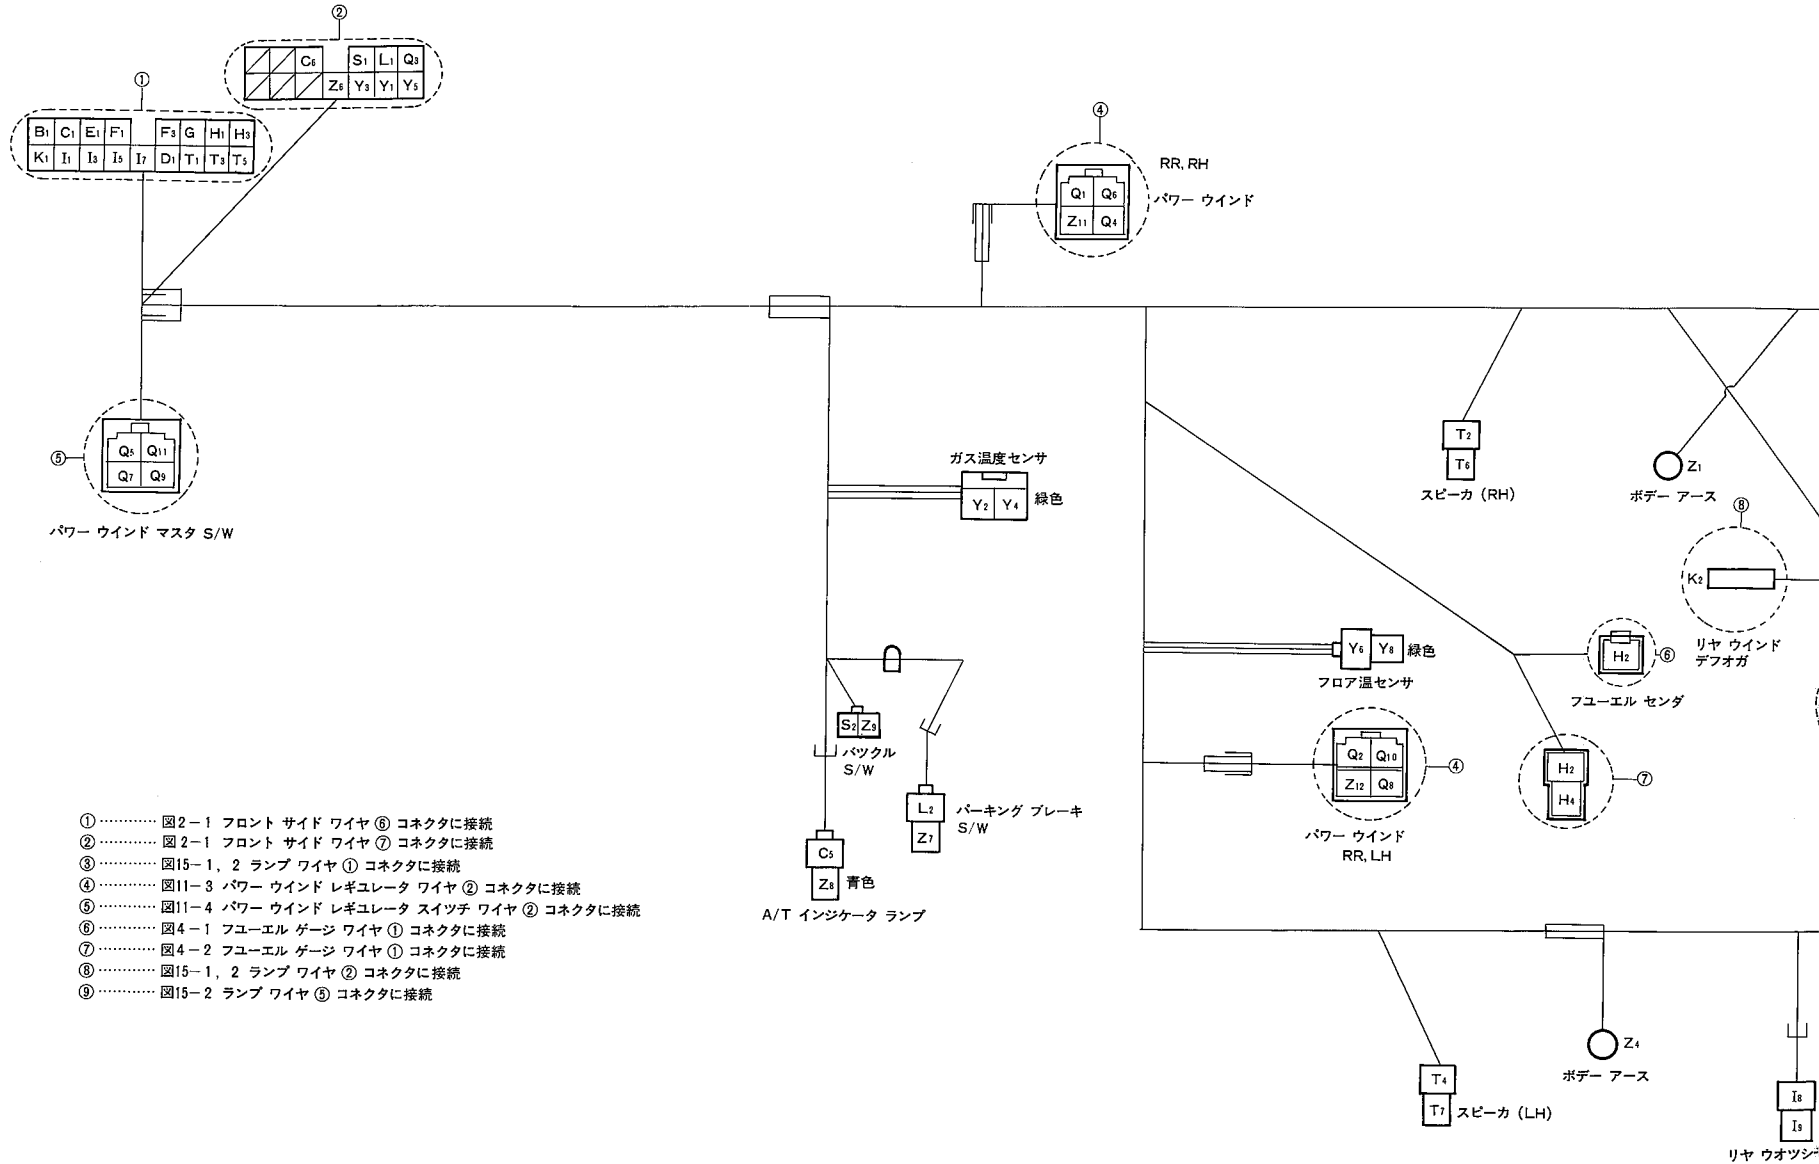 ②
C6 S1 L1 Q3
Z6 Y3 Y1 Y5
①
B1 C1 E1 F1 F3 G H1 H3
K1 I1 I3 I5 I7 D1 T1 T3 T5
④
RR, RH
Q1 Q6
Z11 Q4
パワー ウインド
⑤
Q5 Q11
Q7 Q9
パワー ウインド マスタ S/W
ガス温度センサ
Y2 Y4
緑色
T2
T6
スピーカ (RH)
Z1
ボデー アース
⑧
K2
リヤ ウインド
デフオガ
Y6 Y8
緑色
フロア温センサ
H2
⑥
フユーエル センダ
S2 Z9
バツクル
S/W
Q2 Q10
Z12 Q8
④
パワー ウインド
RR, LH
H2
H4
⑦
L2
Z7
パーキング ブレーキ
S/W
C5
Z8
青色
A/T インジケータ ランプ
①………… 図2－1 フロント サイド ワイヤ ⑥ コネクタに接続
②………… 図2－1 フロント サイド ワイヤ ⑦ コネクタに接続
③………… 図15－1, 2 ランプ ワイヤ ① コネクタに接続
④………… 図11－3 パワー ウインド レギユレータ ワイヤ ② コネクタに接続
⑤………… 図11－4 パワー ウインド レギユレータ スイツチ ワイヤ ② コネクタに接続
⑥………… 図4－1 フユーエル ゲージ ワイヤ ① コネクタに接続
⑦………… 図4－2 フユーエル ゲージ ワイヤ ① コネクタに接続
⑧………… 図15－1, 2 ランプ ワイヤ ② コネクタに接続
⑨………… 図15－2 ランプ ワイヤ ⑤ コネクタに接続
Z4
ボデー アース
T4
T7
スピーカ (LH)
I8
I9
リヤ ウオツシ